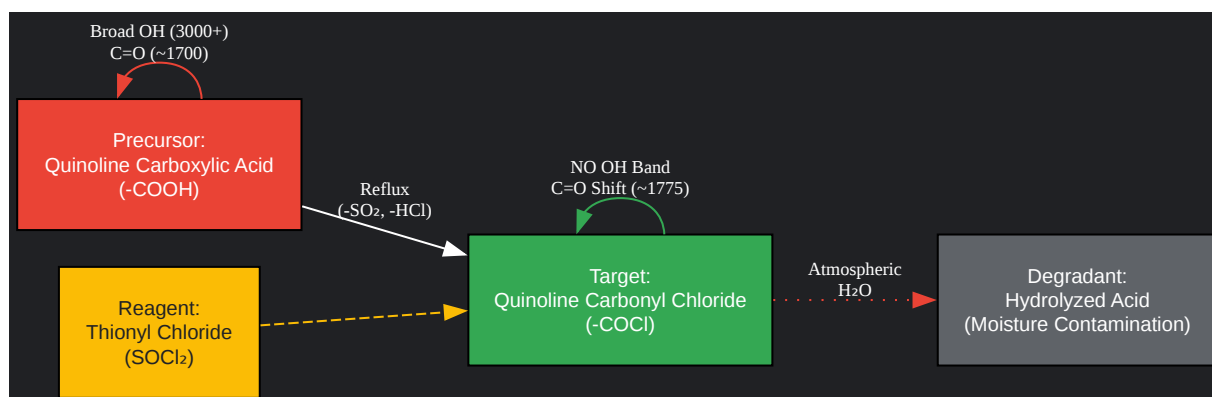 Broad OH (3000+)
C=O (~1700)
Precursor:
Quinoline Carboxylic Acid
(-COOH)
Reflux
(-SO₂, -HCl)
Reagent:
Thionyl Chloride
(SOCl₂)
NO OH Band
C=O Shift (~1775)
Target:
Quinoline Carbonyl Chloride
(-COCl)
Atmospheric
H₂O
Degradant:
Hydrolyzed Acid
(Moisture Contamination)